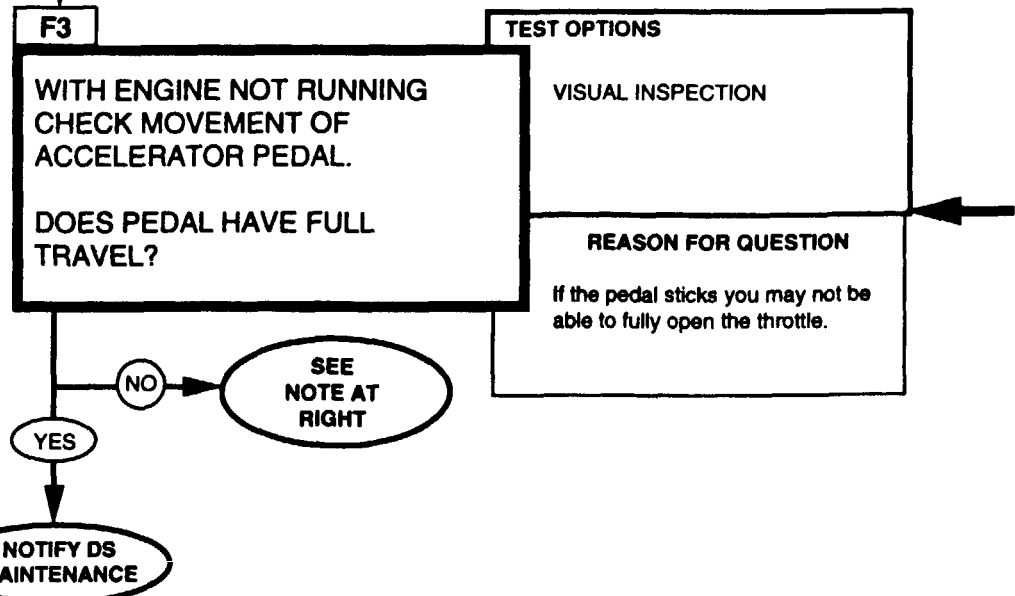 F3
WITH ENGINE NOT RUNNING
CHECK MOVEMENT OF
ACCELERATOR PEDAL.
DOES PEDAL HAVE FULL
TRAVEL?
TEST OPTIONS
VISUAL INSPECTION
REASON FOR QUESTION
If the pedal sticks you may not be
able to fully open the throttle.
NO
SEE
NOTE AT
RIGHT
YES
NOTIFY DS
AINTENANCE